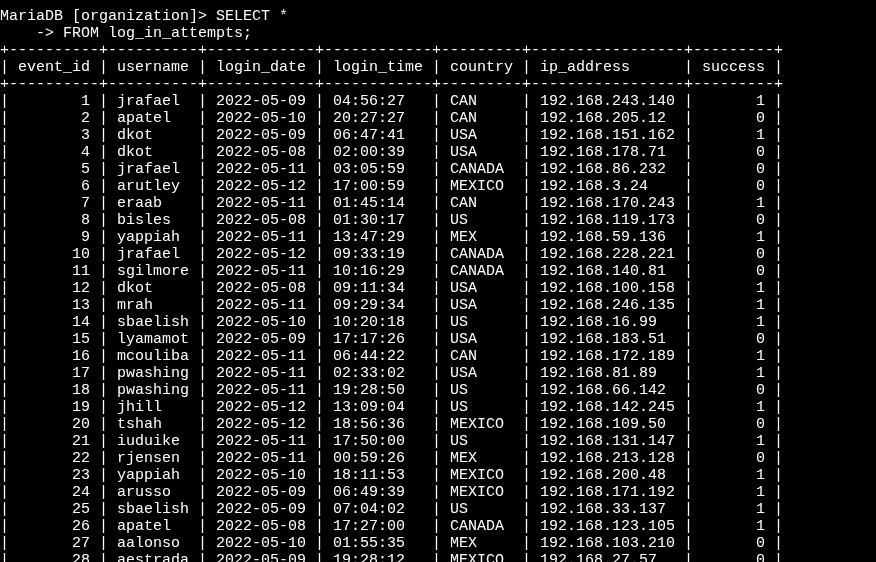 MariaDB [organization]> SELECT *
    -> FROM log_in_attempts;
+----------+----------+------------+------------+---------+-----------------+---------+
| event_id | username | login_date | login_time | country | ip_address      | success |
+----------+----------+------------+------------+---------+-----------------+---------+
|        1 | jrafael  | 2022-05-09 | 04:56:27   | CAN     | 192.168.243.140 |       1 |
|        2 | apatel   | 2022-05-10 | 20:27:27   | CAN     | 192.168.205.12  |       0 |
|        3 | dkot     | 2022-05-09 | 06:47:41   | USA     | 192.168.151.162 |       1 |
|        4 | dkot     | 2022-05-08 | 02:00:39   | USA     | 192.168.178.71  |       0 |
|        5 | jrafael  | 2022-05-11 | 03:05:59   | CANADA  | 192.168.86.232  |       0 |
|        6 | arutley  | 2022-05-12 | 17:00:59   | MEXICO  | 192.168.3.24    |       0 |
|        7 | eraab    | 2022-05-11 | 01:45:14   | CAN     | 192.168.170.243 |       1 |
|        8 | bisles   | 2022-05-08 | 01:30:17   | US      | 192.168.119.173 |       0 |
|        9 | yappiah  | 2022-05-11 | 13:47:29   | MEX     | 192.168.59.136  |       1 |
|       10 | jrafael  | 2022-05-12 | 09:33:19   | CANADA  | 192.168.228.221 |       0 |
|       11 | sgilmore | 2022-05-11 | 10:16:29   | CANADA  | 192.168.140.81  |       0 |
|       12 | dkot     | 2022-05-08 | 09:11:34   | USA     | 192.168.100.158 |       1 |
|       13 | mrah     | 2022-05-11 | 09:29:34   | USA     | 192.168.246.135 |       1 |
|       14 | sbaelish | 2022-05-10 | 10:20:18   | US      | 192.168.16.99   |       1 |
|       15 | lyamamot | 2022-05-09 | 17:17:26   | USA     | 192.168.183.51  |       0 |
|       16 | mcouliba | 2022-05-11 | 06:44:22   | CAN     | 192.168.172.189 |       1 |
|       17 | pwashing | 2022-05-11 | 02:33:02   | USA     | 192.168.81.89   |       1 |
|       18 | pwashing | 2022-05-11 | 19:28:50   | US      | 192.168.66.142  |       0 |
|       19 | jhill    | 2022-05-12 | 13:09:04   | US      | 192.168.142.245 |       1 |
|       20 | tshah    | 2022-05-12 | 18:56:36   | MEXICO  | 192.168.109.50  |       0 |
|       21 | iuduike  | 2022-05-11 | 17:50:00   | US      | 192.168.131.147 |       1 |
|       22 | rjensen  | 2022-05-11 | 00:59:26   | MEX     | 192.168.213.128 |       0 |
|       23 | yappiah  | 2022-05-10 | 18:11:53   | MEXICO  | 192.168.200.48  |       1 |
|       24 | arusso   | 2022-05-09 | 06:49:39   | MEXICO  | 192.168.171.192 |       1 |
|       25 | sbaelish | 2022-05-09 | 07:04:02   | US      | 192.168.33.137  |       1 |
|       26 | apatel   | 2022-05-08 | 17:27:00   | CANADA  | 192.168.123.105 |       1 |
|       27 | aalonso  | 2022-05-10 | 01:55:35   | MEX     | 192.168.103.210 |       0 |
|       28 | aestrada | 2022-05-09 | 19:28:12   | MEXICO  | 192.168.27.57   |       0 |